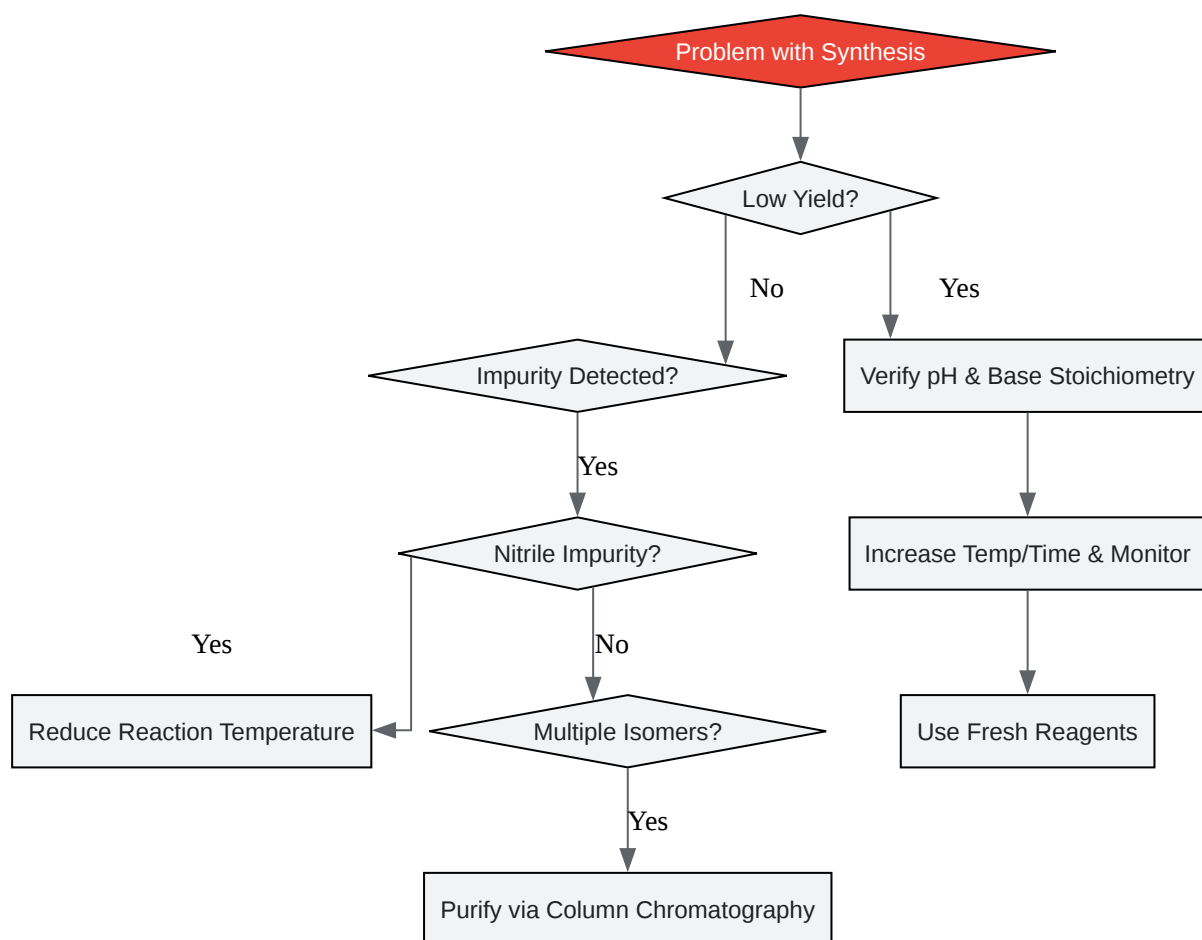 Problem with Synthesis
Low Yield?
No
Yes
Impurity Detected?
Verify pH & Base Stoichiometry
Yes
Nitrile Impurity?
Increase Temp/Time & Monitor
Yes
No
Reduce Reaction Temperature
Multiple Isomers?
Use Fresh Reagents
Yes
Purify via Column Chromatography